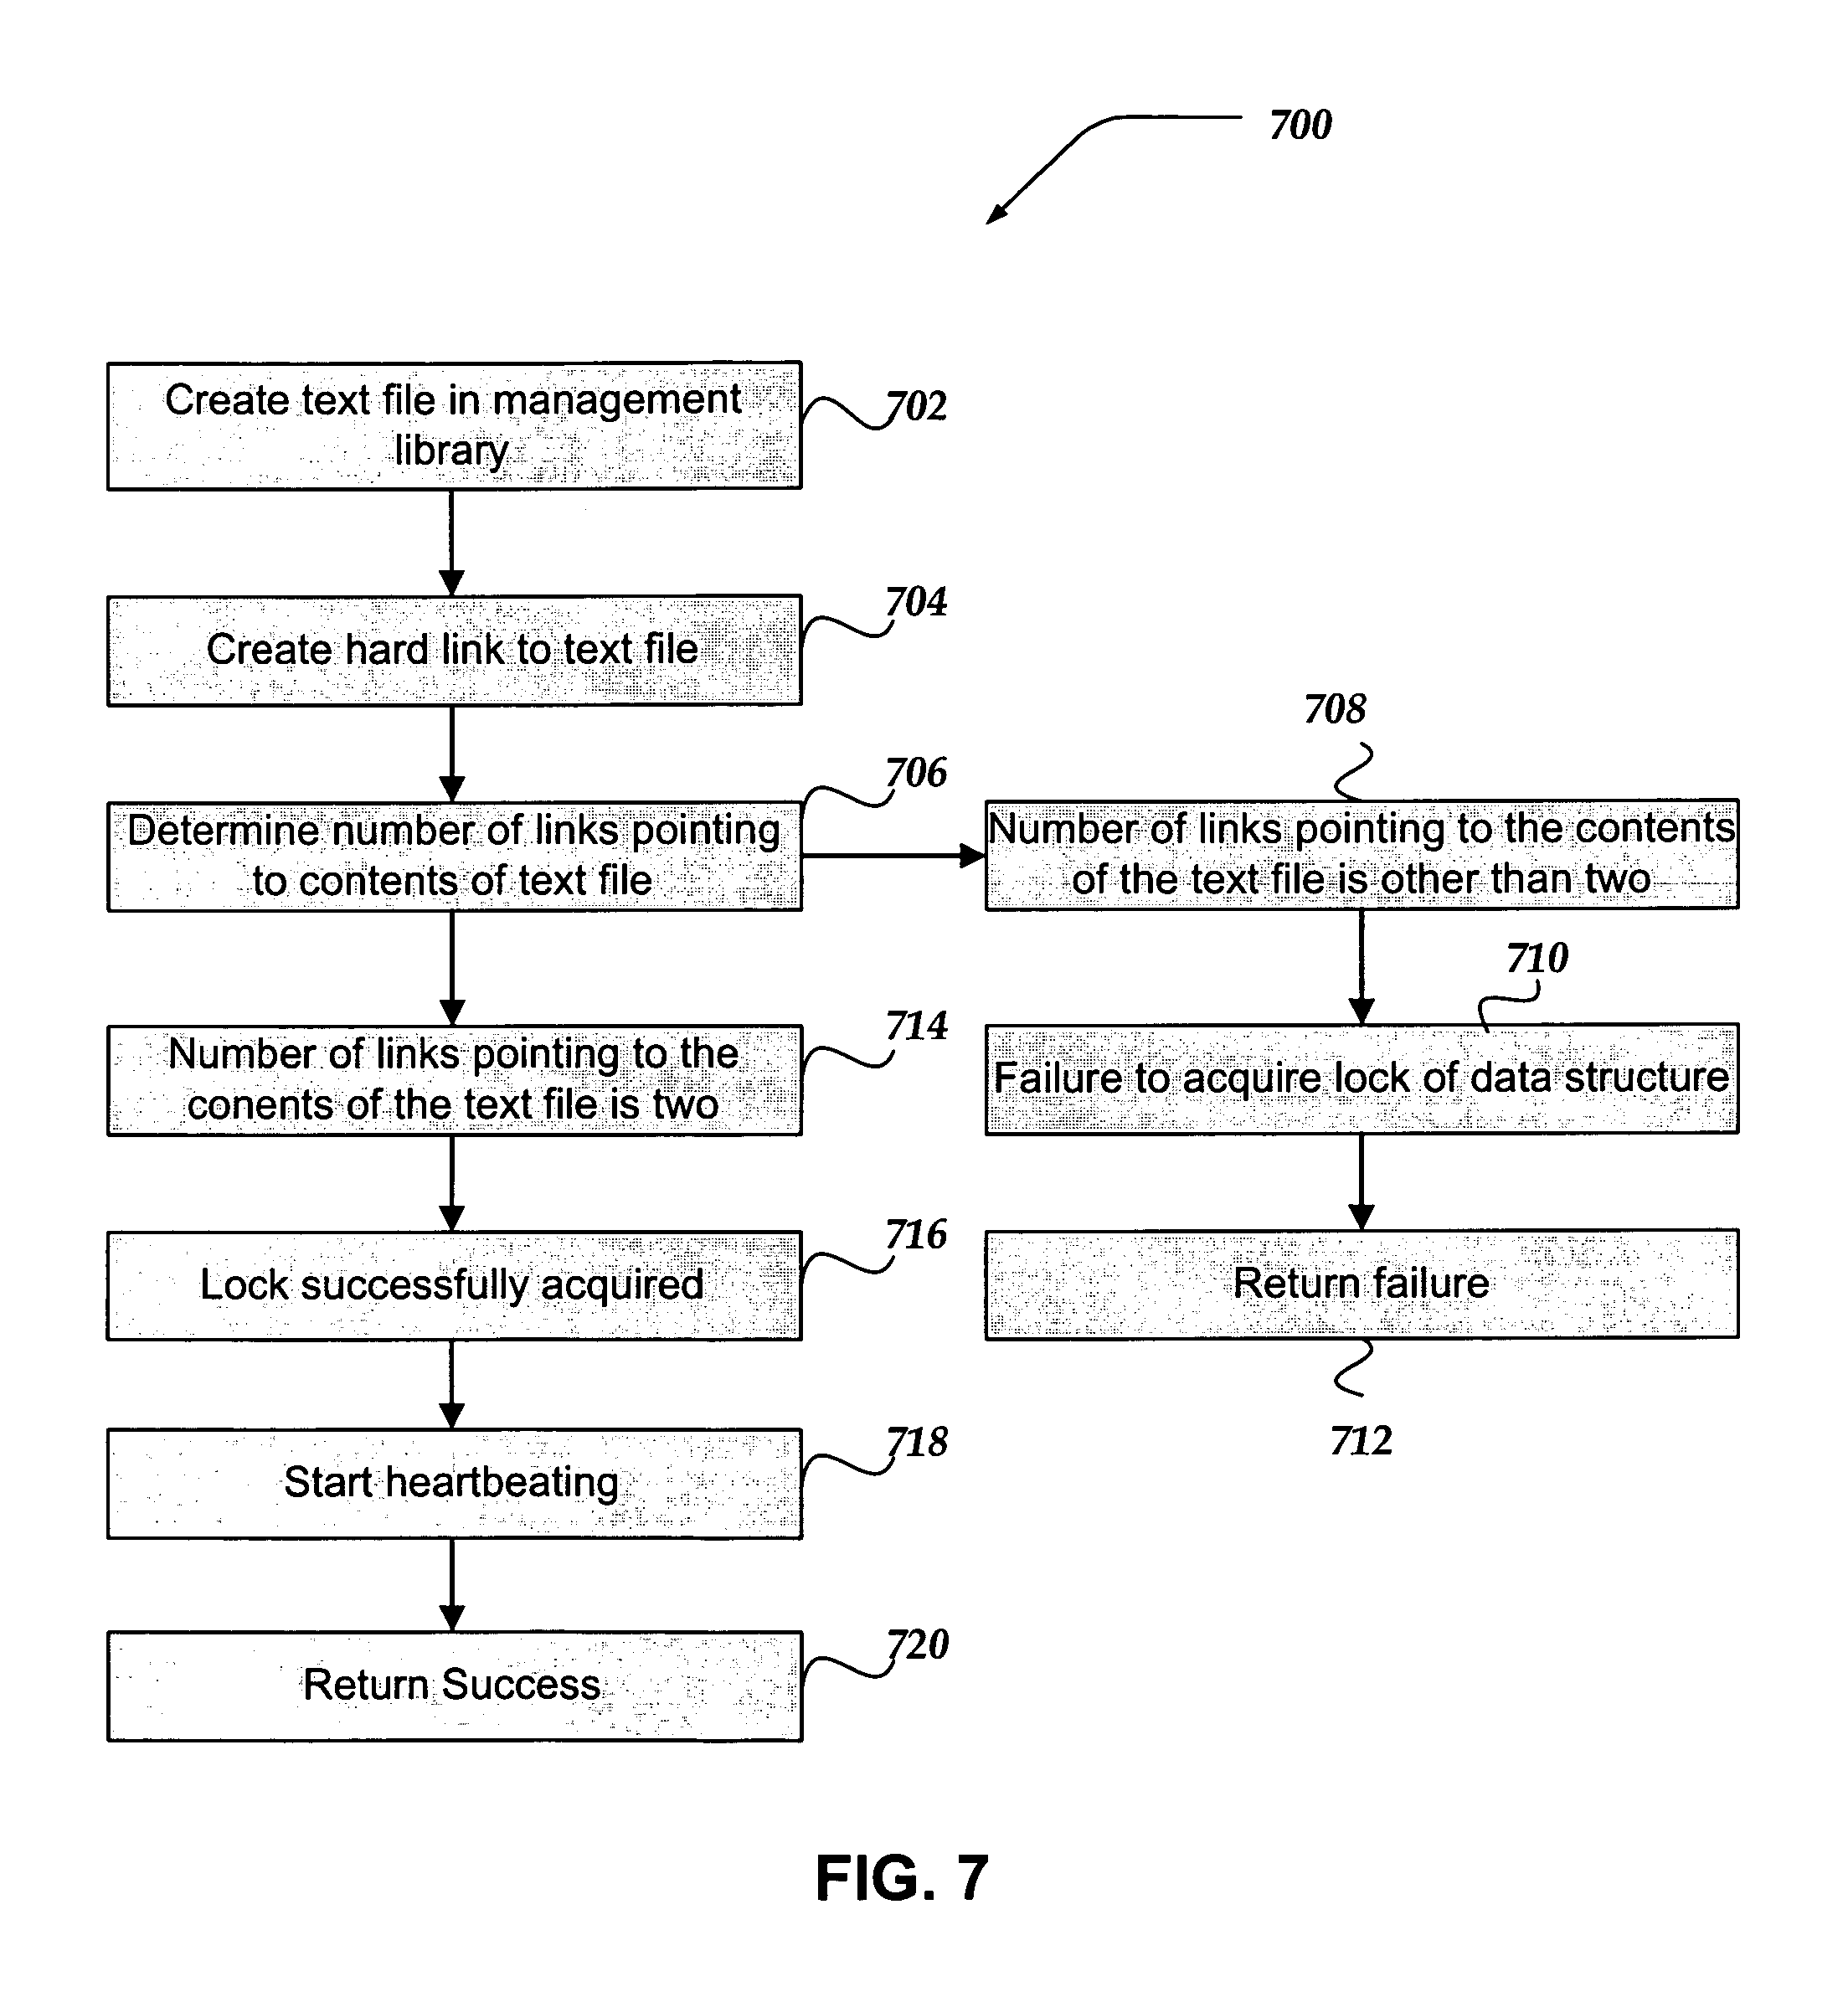 700
Create text file in management
library
702
Create hard link to text file
704
Determine number of links pointing
to contents of text file
706
708
Number of links pointing to the contents
of the text file is other than two
710
Failure to acquire lock of data structure
Return failure
712
Number of links pointing to the
conents of the text file is two
714
Lock successfully acquired
716
Start heartbeating
718
Return Success
720
FIG. 7